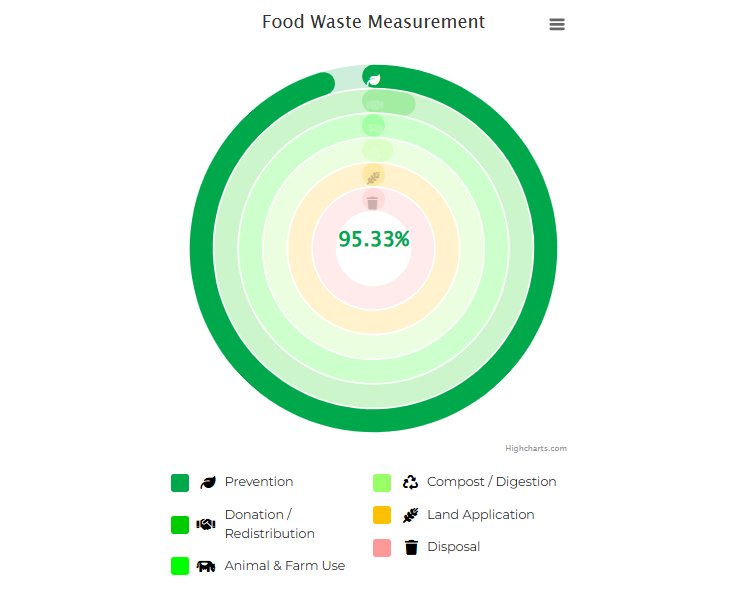 Food Waste Measurement
95.33%
Highcharts.com
Prevention
Donation /
Redistribution
Animal & Farm Use
Compost / Digestion
Land Application
Disposal